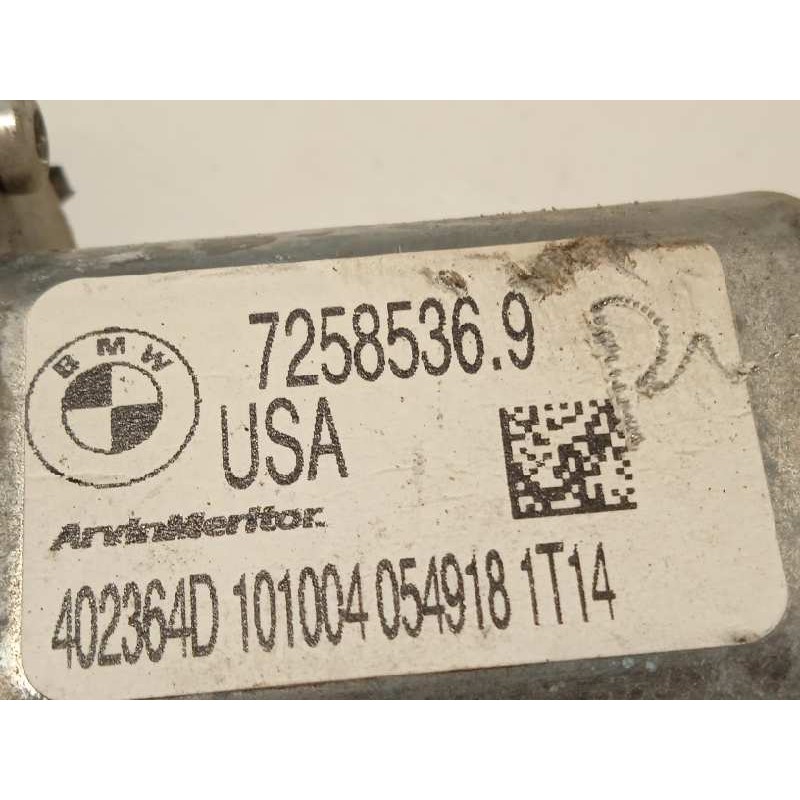 BMW
7258536.9
USA
ArvinMeritor
402364D 101004 054918 1T14